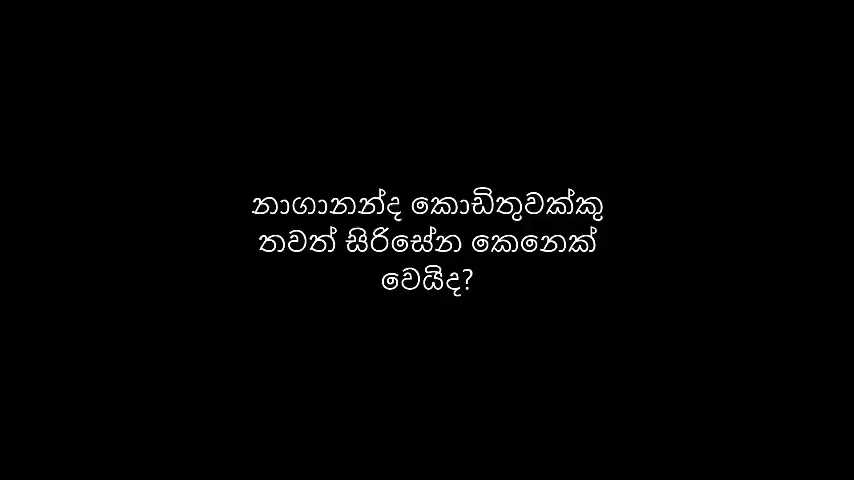 නාගානන්ද කොඩිතුවක්කු
තවත් සිරිසේන කෙනෙක්
වෙයිද?